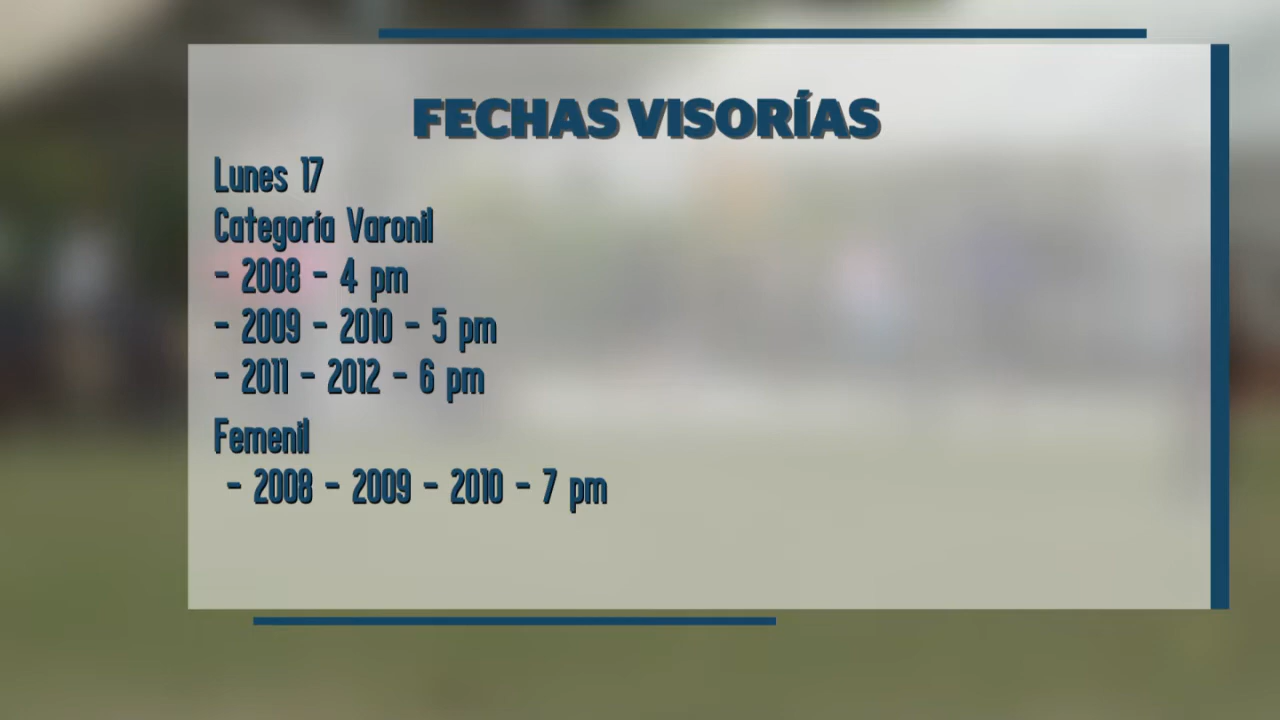 FECHAS VISORÍAS
Lunes 17
Categoría Varonil
- 2008 - 4 pm
- 2009 - 2010 - 5 pm
- 2011 - 2012 - 6 pm
Femenil
- 2008 - 2009 - 2010 - 7 pm